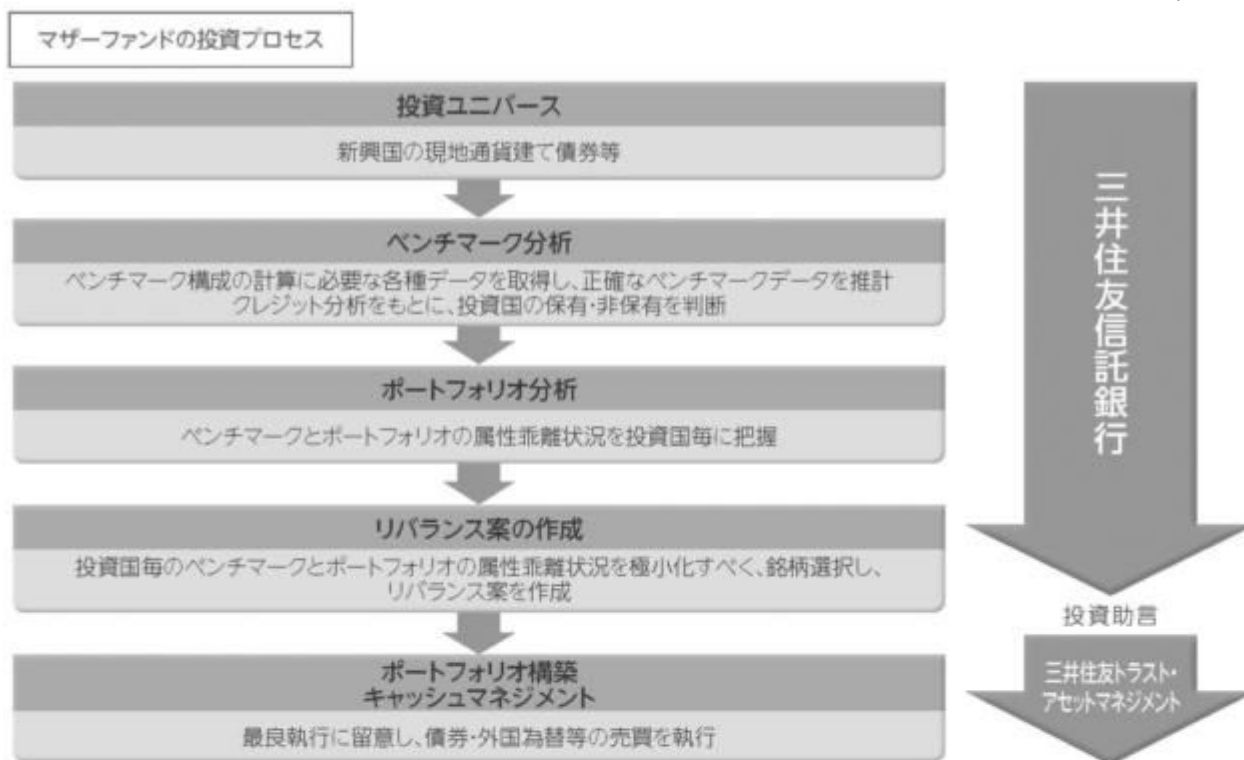 マザーファンドの投資プロセス
投資ユニバース
新興国の現地通貨建て債券等
ベンチマーク分析
ベンチマーク構成の計算に必要な各種データを取得し、正確なベンチマークデータを推計
クレジット分析をもとに、投資国の保有・非保有を判断
ポートフォリオ分析
ベンチマークとポートフォリオの属性乖離状況を投資国毎に把握
リバランス案の作成
投資国毎のベンチマークとポートフォリオの属性乖離状況を極小化すべく、銘柄選択し、
リバランス案を作成
ポートフォリオ構築
キャッシュマネジメント
最良執行に留意し、債券・外国為替等の売買を執行
三井住友信託銀行
投資助言
三井住友トラスト・
アセットマネジメント